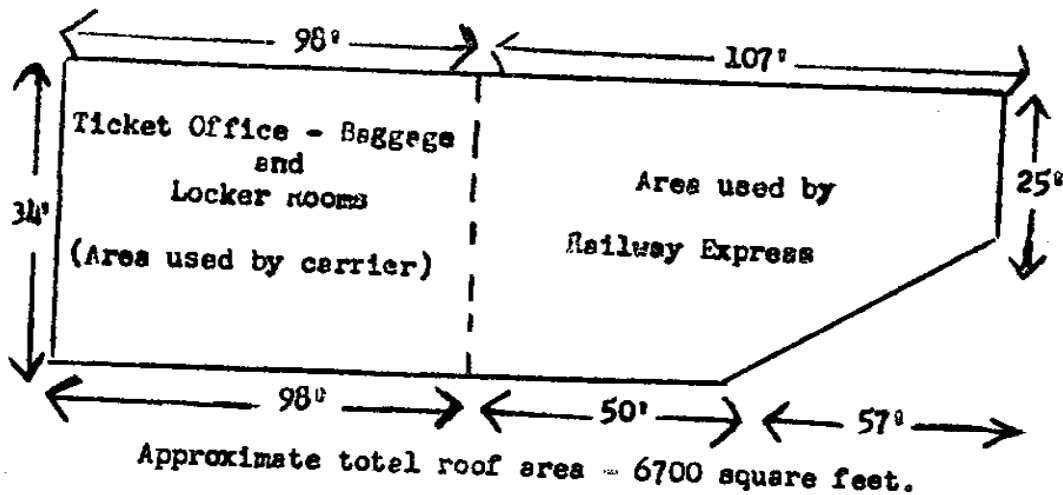 98'
107'
Ticket Office - Baggage
and
Locker Rooms
(Area used by carrier)
Area used by
Railway Express
34'
25'
98'
50'
57'
Approximate total roof area - 6700 square feet.